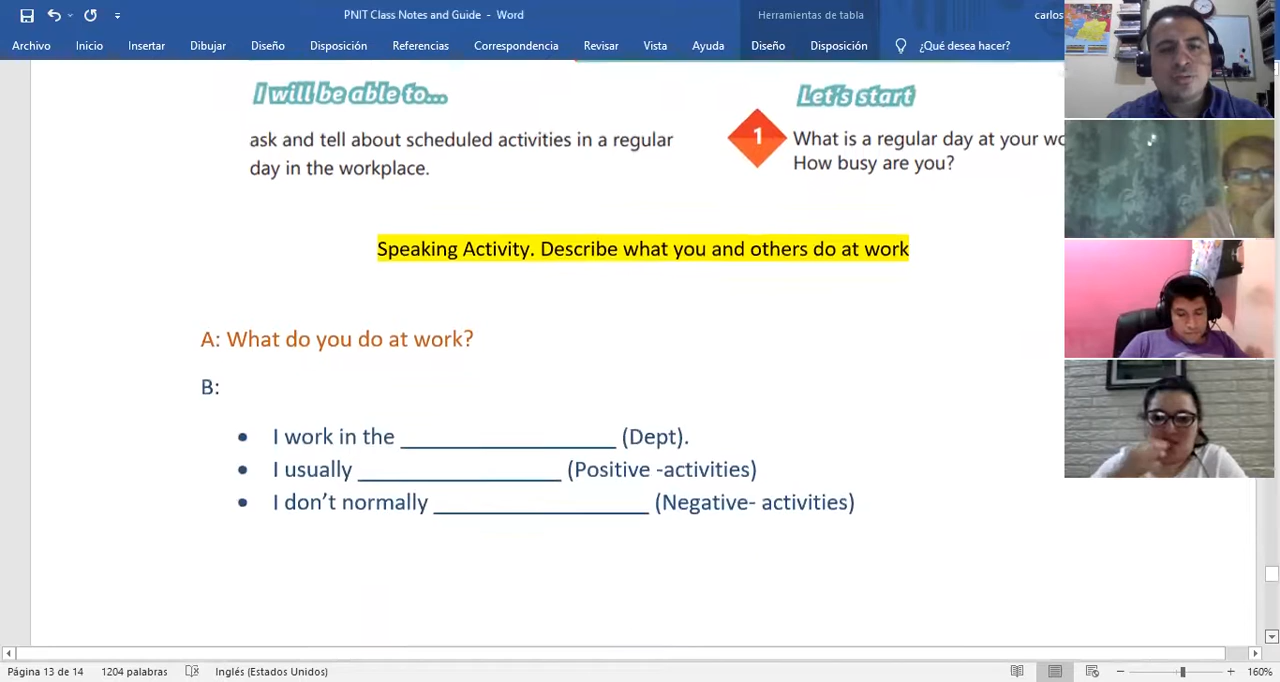 PNIT Class Notes and Guide - Word
Herramientas de tabla
carlos
Archivo Inicio Insertar Dibujar Diseño Disposición Referencias Correspondencia Revisar Vista Ayuda Diseño Disposición ¿Qué desea hacer?
I will be able to...
Let's start
ask and tell about scheduled activities in a regular
day in the workplace.
1
What is a regular day at your
How busy are you?
Speaking Activity. Describe what you and others do at work
A: What do you do at work?
B:
• I work in the ____________________ (Dept).
• I usually ___________________ (Positive -activities)
• I don't normally ____________________ (Negative- activities)
Página 13 de 14 1204 palabras Inglés (Estados Unidos) 160%